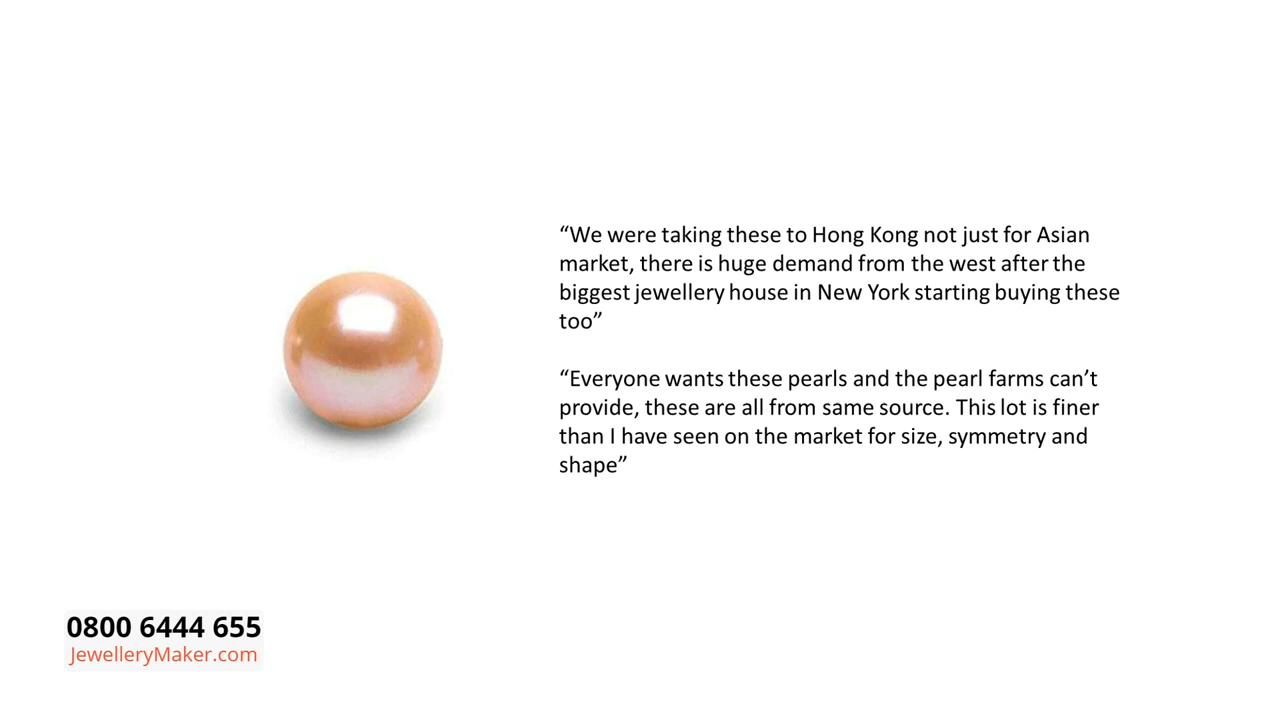 “We were taking these to Hong Kong not just for Asian
market, there is huge demand from the west after the
biggest jewellery house in New York starting buying these
too”
“Everyone wants these pearls and the pearl farms can’t
provide, these are all from same source. This lot is finer
than I have seen on the market for size, symmetry and
shape”
0800 6444 655
JewelleryMaker.com